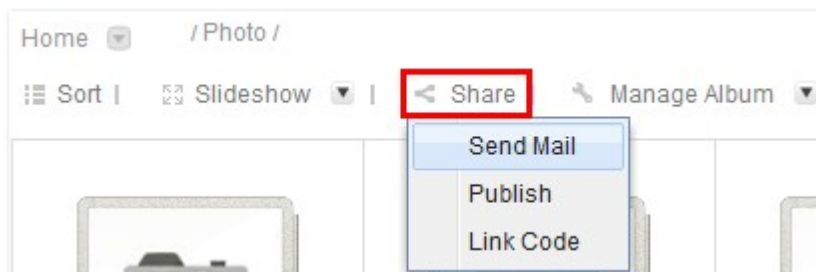 Home / Photo /
Sort | Slideshow | Share Manage Album
Send Mail
Publish
Link Code